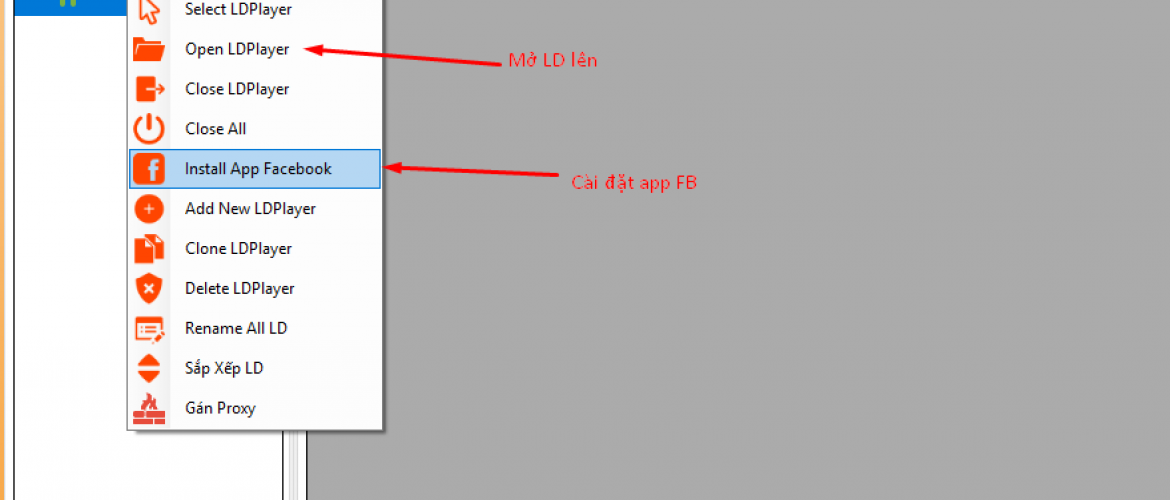 Select LDPlayer
Open LDPlayer
Mở LD lên
Close LDPlayer
Close All
Install App Facebook
Cài đặt app FB
Add New LDPlayer
Clone LDPlayer
Delete LDPlayer
Rename All LD
Sắp Xếp LD
Gán Proxy